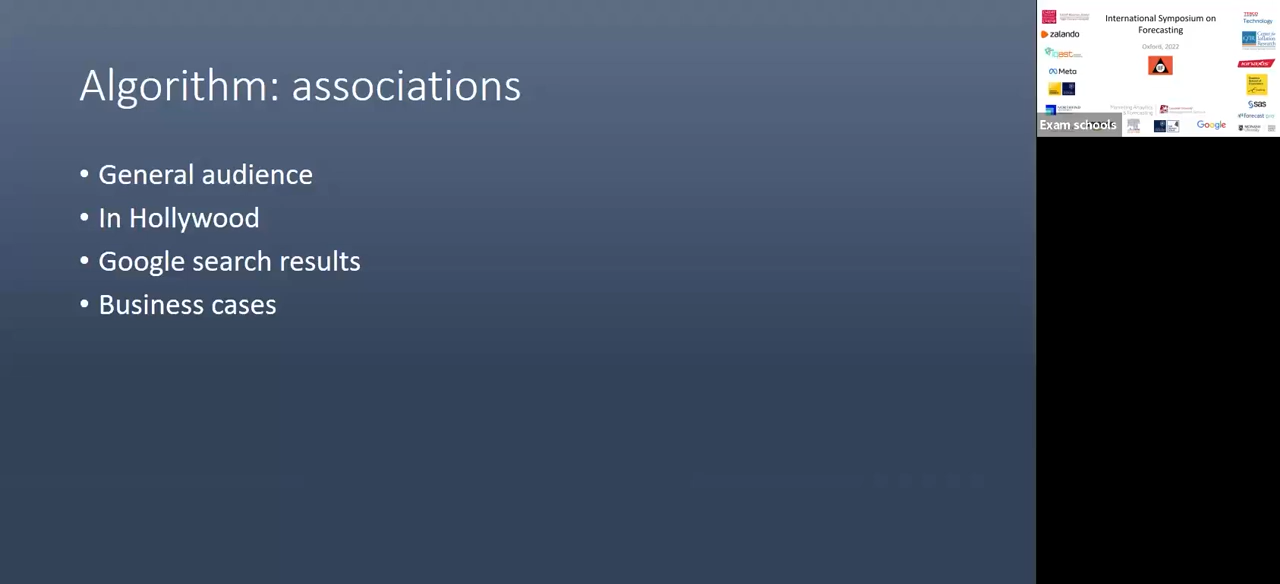 Algorithm: associations
• General audience
• In Hollywood
• Google search results
• Business cases
International Symposium on
Forecasting
Oxford, 2022
zalando
Meta
Technology
sas
Google
Exam schools